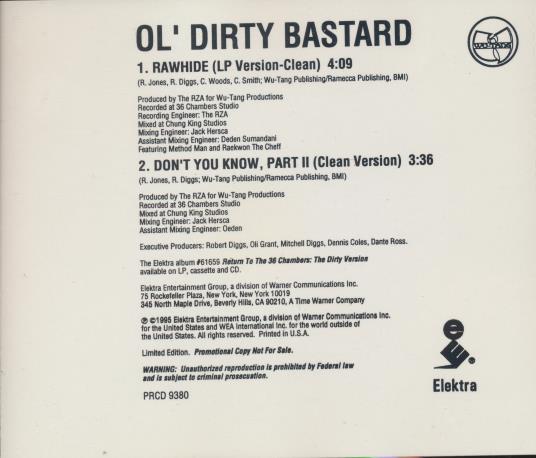 OL' DIRTY BASTARD
WU-TANG
1. RAWHIDE (LP Version-Clean) 4:09
(R. Jones, R. Diggs, C. Woods, C. Smith; Wu-Tang Publishing/Ramecca Publishing, BMI)
Produced by The RZA for Wu-Tang Productions
Recorded at 36 Chambers Studio
Recording Engineer: The RZA
Mixed at Chung King Studios
Mixing Engineer: Jack Hersca
Assistant Mixing Engineer: Deden Sumandani
Featuring Method Man and Raekwon The Cheff
2. DON'T YOU KNOW, PART II (Clean Version) 3:36
(R. Jones, R. Diggs; Wu-Tang Publishing/Ramecca Publishing, BMI)
Produced by The RZA for Wu-Tang Productions
Recorded at 36 Chambers Studio
Mixed at Chung King Studios
Mixing Engineer: Jack Hersca
Assistant Mixing Engineer: Oeden
Executive Producers: Robert Diggs, Oli Grant, Mitchell Diggs, Dennis Coles, Dante Ross.
The Elektra album #61659 Return To The 36 Chambers: The Dirty Version
available on LP, cassette and CD.
Elektra Entertainment Group, a division of Warner Communications Inc.
75 Rockefeller Plaza, New York, New York 10019
345 North Maple Drive, Beverly Hills, CA 90210, A Time Warner Company
℗ ©1995 Elektra Entertainment Group, a division of Warner Communications Inc.
for the United States and WEA International Inc. for the world outside of
the United States. All rights reserved. Printed in U.S.A.
Limited Edition. Promotional Copy Not For Sale.
WARNING: Unauthorized reproduction is prohibited by Federal law
and is subject to criminal prosecution.
PRCD 9380
Elektra